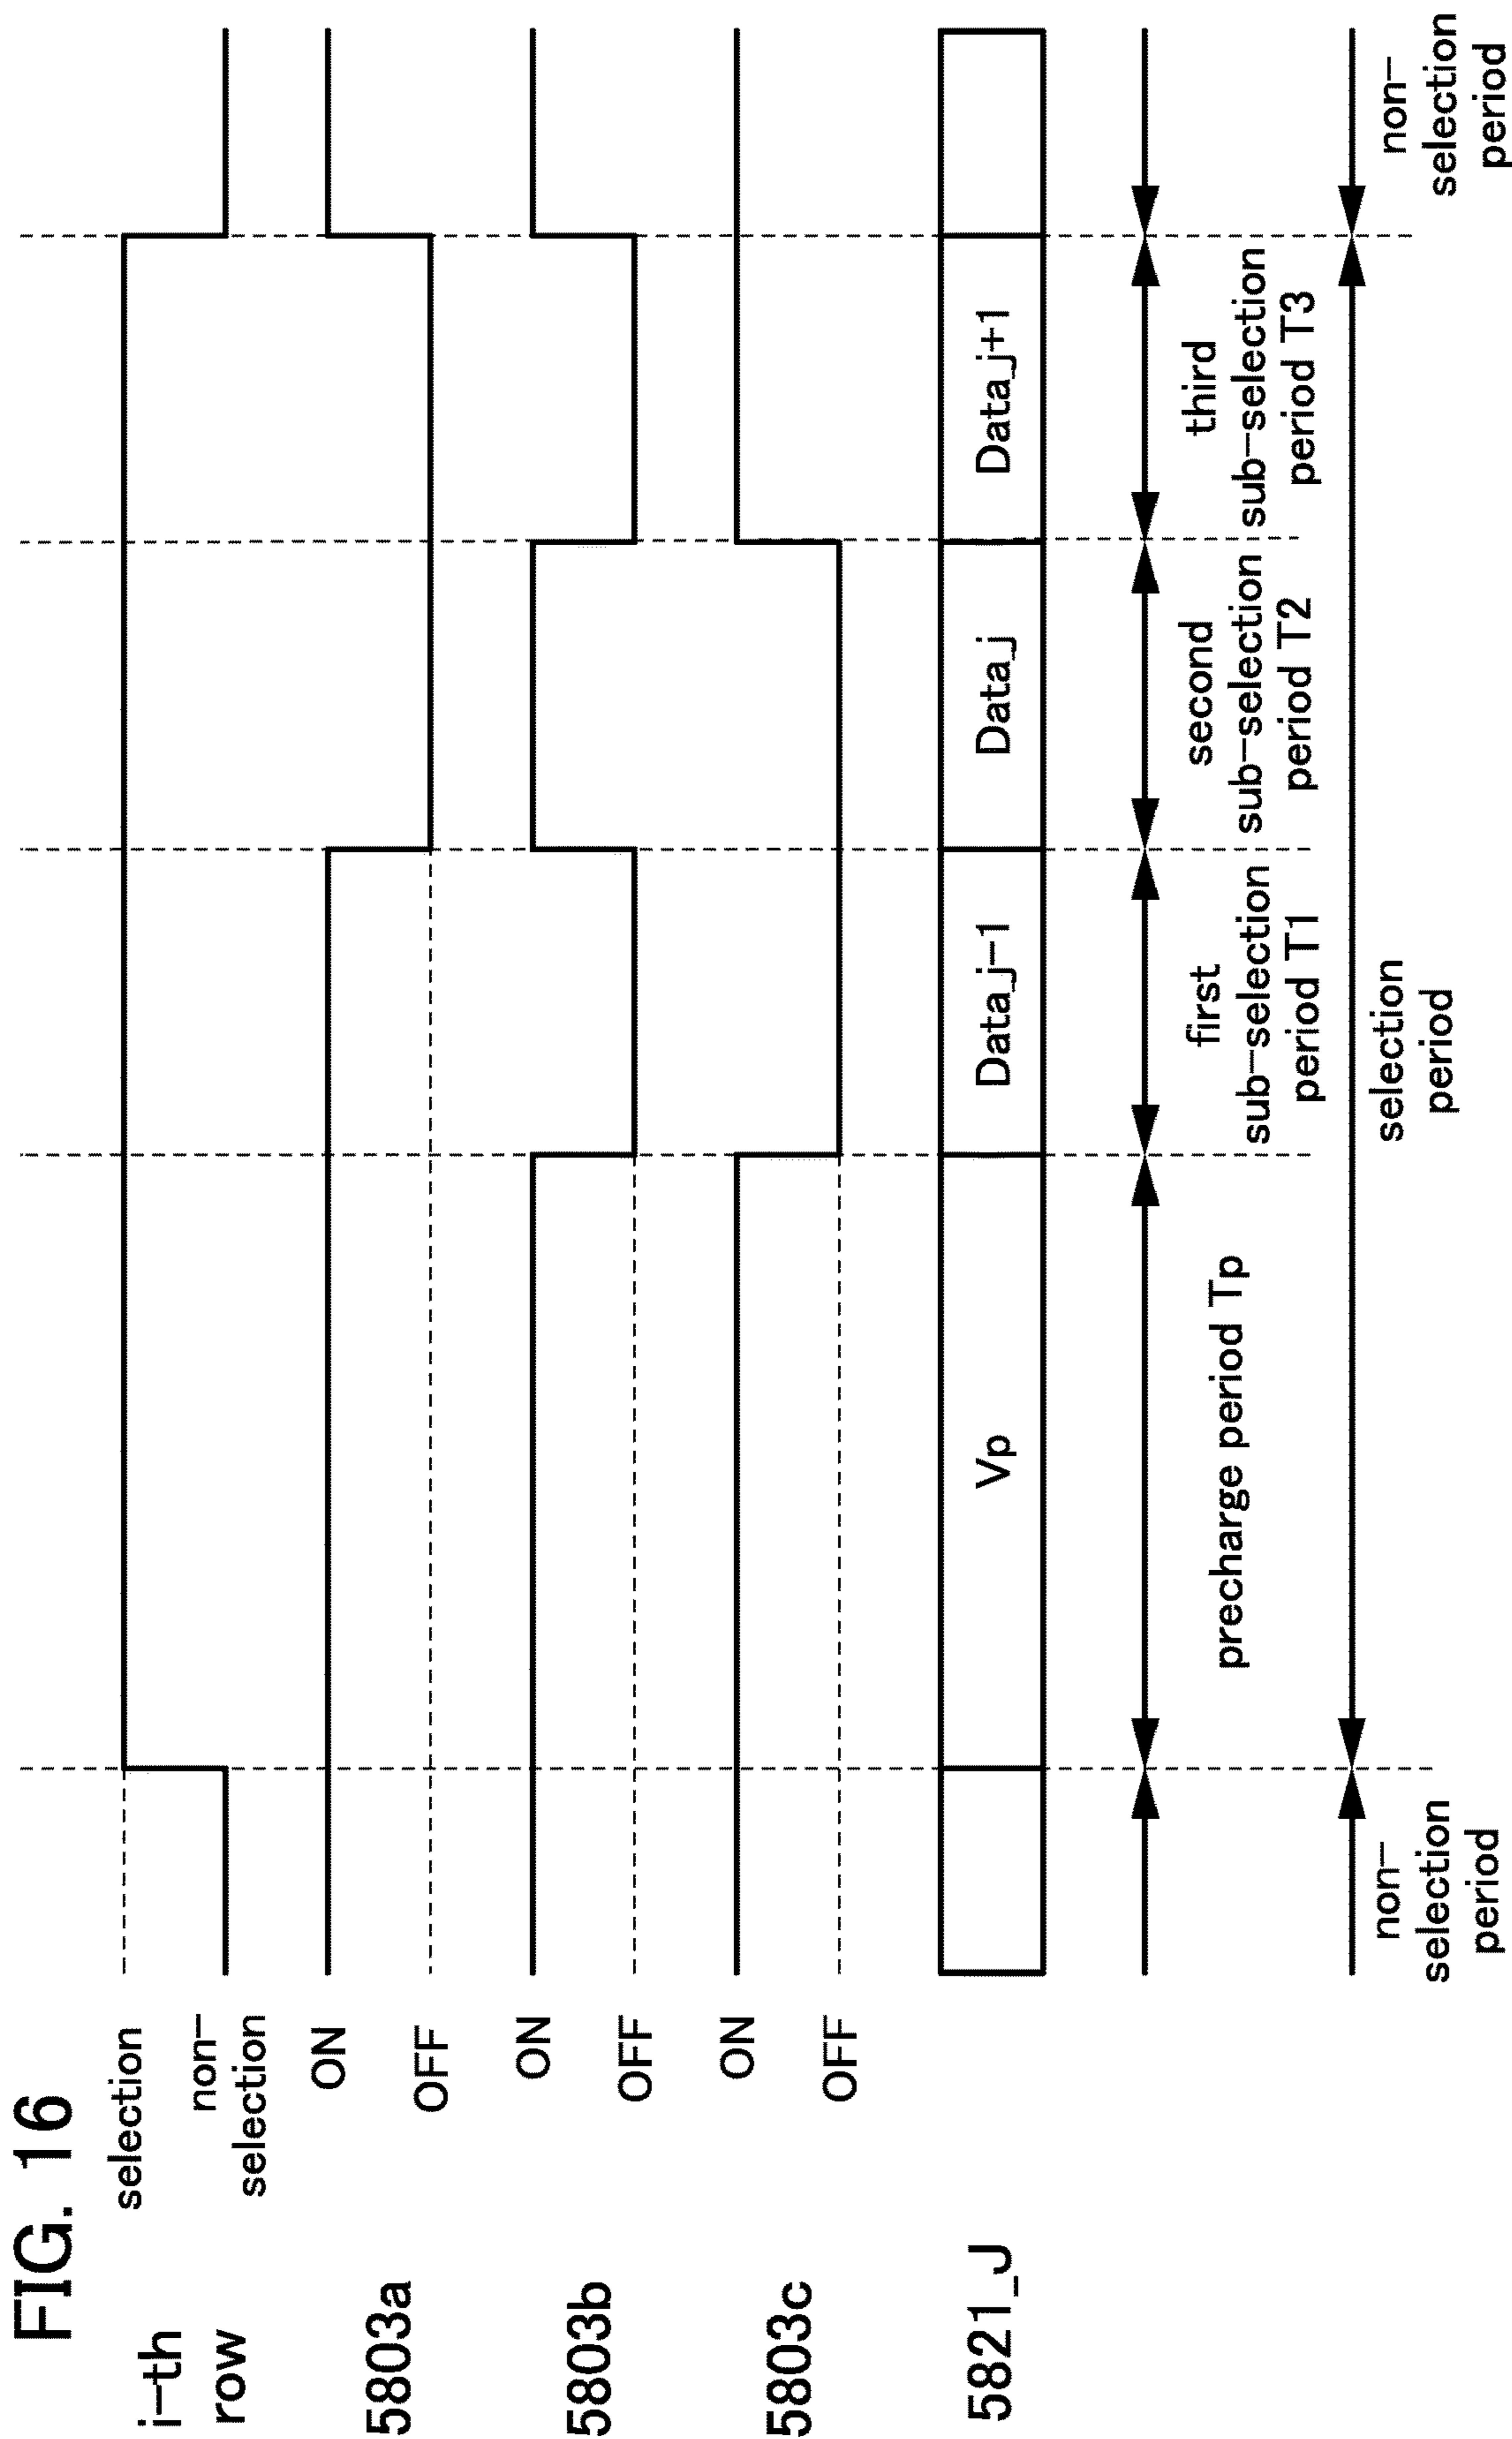 FIG. 16
i-th
row
selection
non-
selection
5803a
ON
OFF
5803b
ON
OFF
5803c
ON
OFF
5821_J
Vp
Data_j-1
Data_j
Data_j+1
precharge period Tp
first
sub-selection
period T1
second
sub-selection
period T2
third
sub-selection
period T3
non-
selection
period
selection
period
non-
selection
period